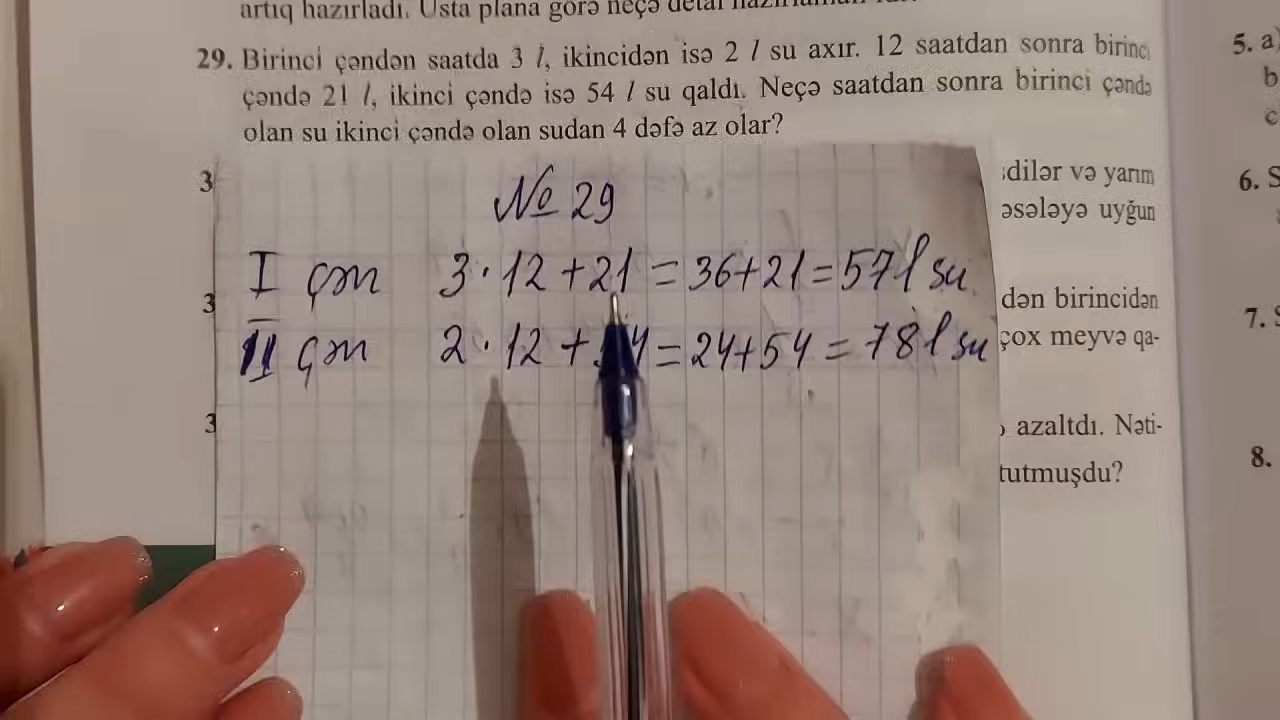 artıq hazırladı. Usta plana görə neçə detal
29. Birinci çəndən saatda 3 l, ikincidən isə 2 l su axır. 12 saatdan sonra birinci
çəndə 21 l, ikinci çəndə isə 54 l su qaldı. Neçə saatdan sonra birinci çəndə
olan su ikinci çəndə olan sudan 4 dəfə az olar?
3
№ 29
I çən 3 · 12 + 21 = 36 + 21 = 57 l su
3
II çən 2 · 12 + 4 = 24 + 54 = 78 l su
3
dilər və yarım
əsələyə uyğun
dən birincidən
çox meyvə qa-
azaltdı. Nəti-
tutmuşdu?
5. a)
b
c
6. S
7. S
8.